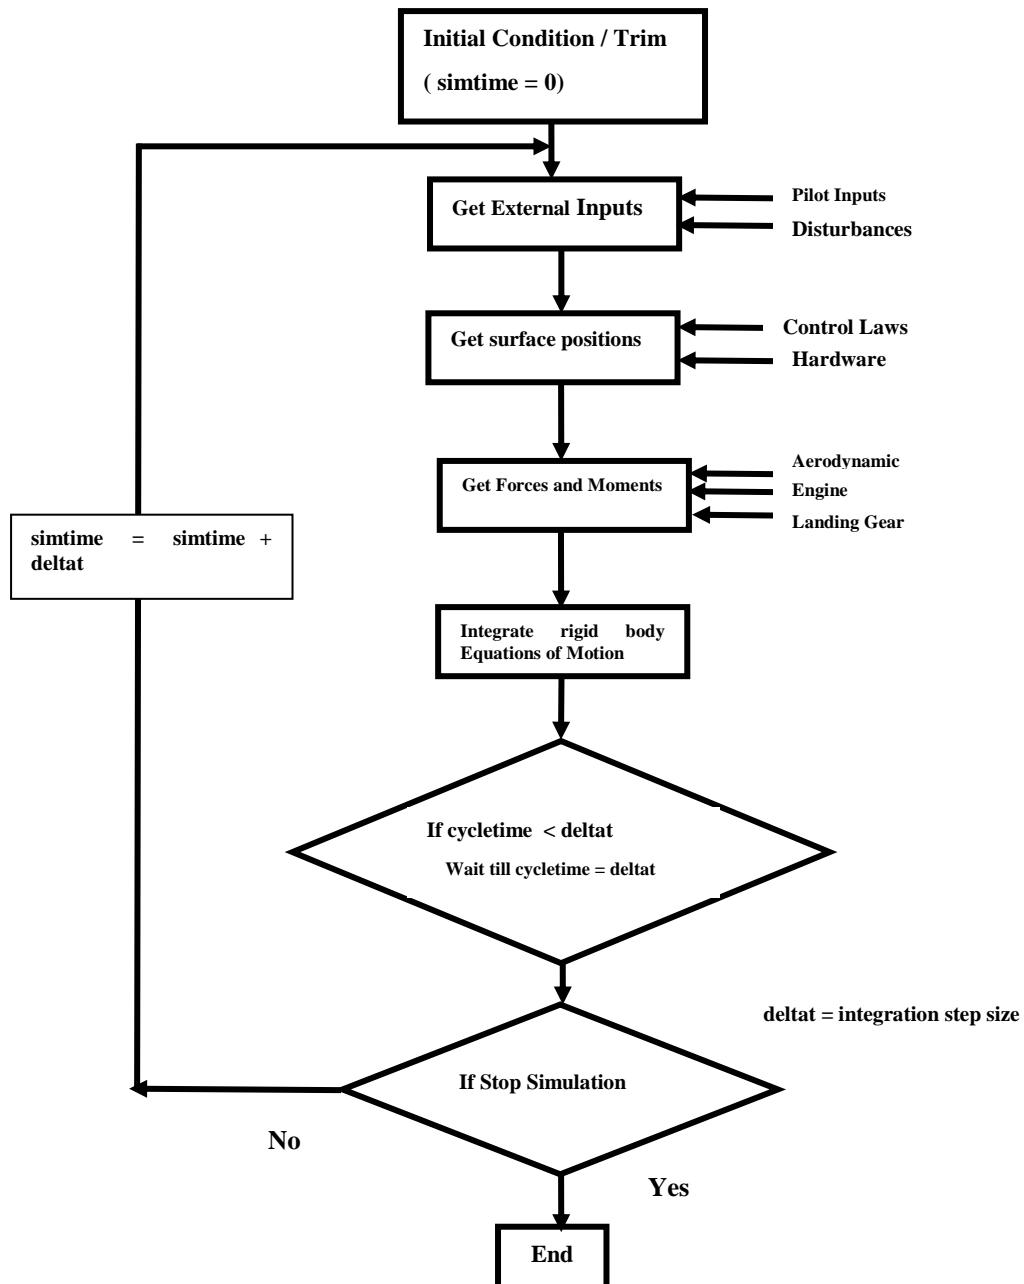 Initial Condition / Trim
( simtime = 0)
Get External Inputs
Pilot Inputs
Disturbances
Get surface positions
Control Laws
Hardware
Get Forces and Moments
Aerodynamic
Engine
Landing Gear
simtime = simtime +
deltat
Integrate rigid body
Equations of Motion
If cycletime < deltat
Wait till cycletime = deltat
deltat = integration step size
If Stop Simulation
No
Yes
End